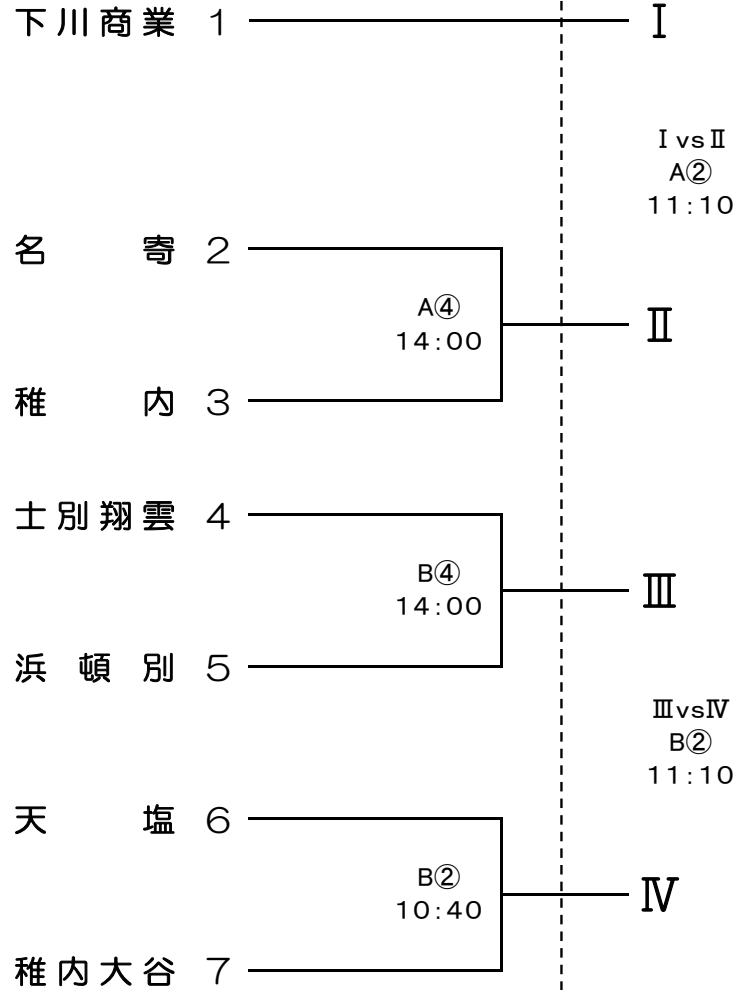 下川商業 1
Ⅰ
ⅠvsⅡ
A②
11:10
名寄 2
A④
14:00
Ⅱ
稚内 3
士別翔雲 4
B④
14:00
Ⅲ
浜頓別 5
ⅢvsⅣ
B②
11:10
天塩 6
B②
10:40
Ⅳ
稚内大谷 7